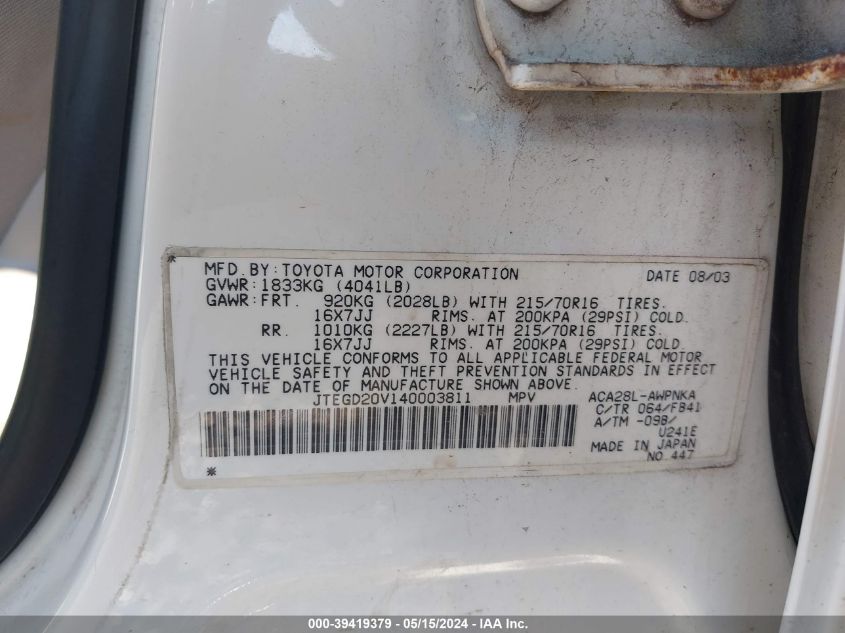 MFD. BY: TOYOTA MOTOR CORPORATION DATE 08/03
GVWR: 1833KG (4041LB)
GAWR: FRT. 920KG (2028LB) WITH 215/70R16 TIRES.
16X7JJ RIMS. AT 200KPA (29PSI) COLD.
RR. 1010KG (2227LB) WITH 215/70R16 TIRES.
16X7JJ RIMS. AT 200KPA (29PSI) COLD.
THIS VEHICLE CONFORMS TO ALL APPLICABLE FEDERAL MOTOR
VEHICLE SAFETY AND THEFT PREVENTION STANDARDS IN EFFECT
ON THE DATE OF MANUFACTURE SHOWN ABOVE.
JTEGD20V140003811 MPV ACA28L-AWPNKA
C/TR 064/FB41
A/TM -09B/
U241E
MADE IN JAPAN
* NO 447
000-39419379 - 05/15/2024 - IAA Inc.